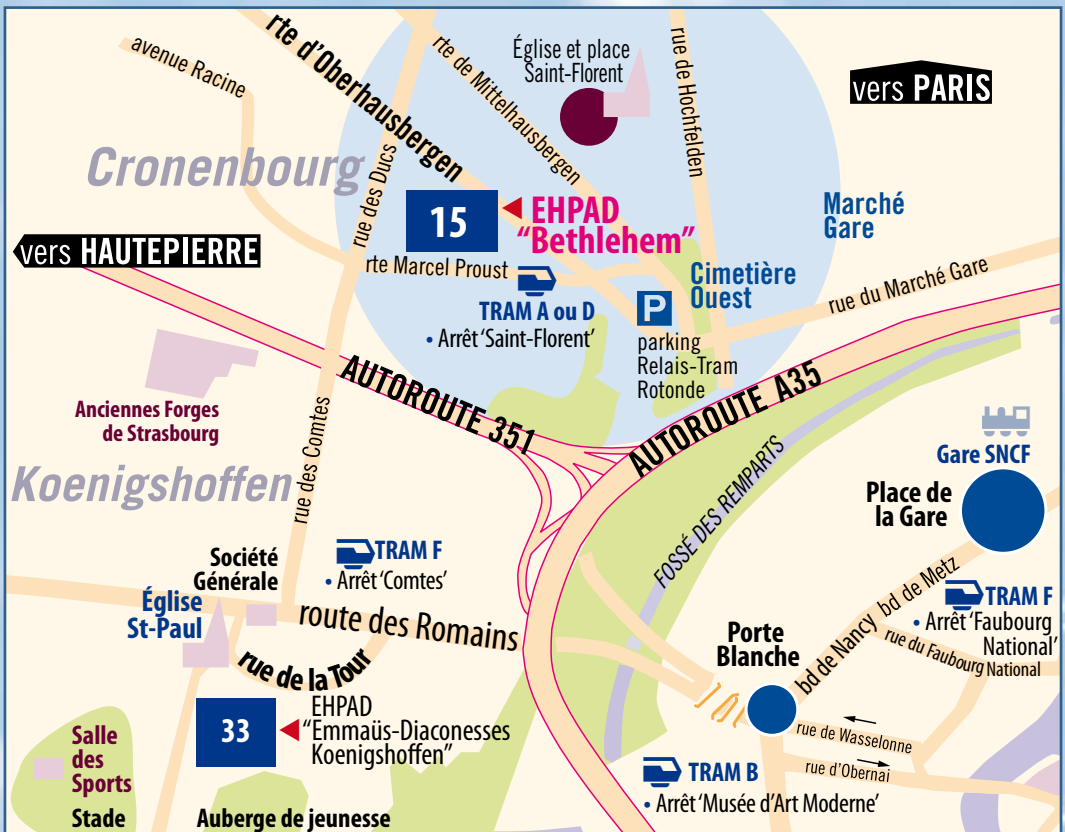 rte d'Oberhausbergen
avenue Racine
rte de Mittelhausbergen
Église et place
Saint-Florent
rue de Hochfelden
vers PARIS
Cronenbourg
rue des Ducs
15
EHPAD
"Bethlehem"
Marché
Gare
vers HAUTEPIERRE
rte Marcel Proust
TRAM A ou D
• Arrêt 'Saint-Florent'
Cimetière
Ouest
rue du Marché Gare
P
parking
Relais-Tram
Rotonde
AUTOROUTE 351
AUTOROUTE A35
Anciennes Forges
de Strasbourg
Koenigshoffen
rue des Comtes
FOSSÉ DES REMPARTS
Gare SNCF
Place de
la Gare
Société
Générale
TRAM F
• Arrêt 'Comtes'
Église
St-Paul
route des Romains
rue de la Tour
bd de Metz
bd de Nancy
TRAM F
• Arrêt 'Faubourg
National'
rue du Faubourg National
Porte
Blanche
33
EHPAD
"Emmaüs-Diaconesses
Koenigshoffen"
rue de Wasselonne
rue d'Obernai
Salle
des
Sports
Stade
Auberge de jeunesse
TRAM B
• Arrêt 'Musée d'Art Moderne'